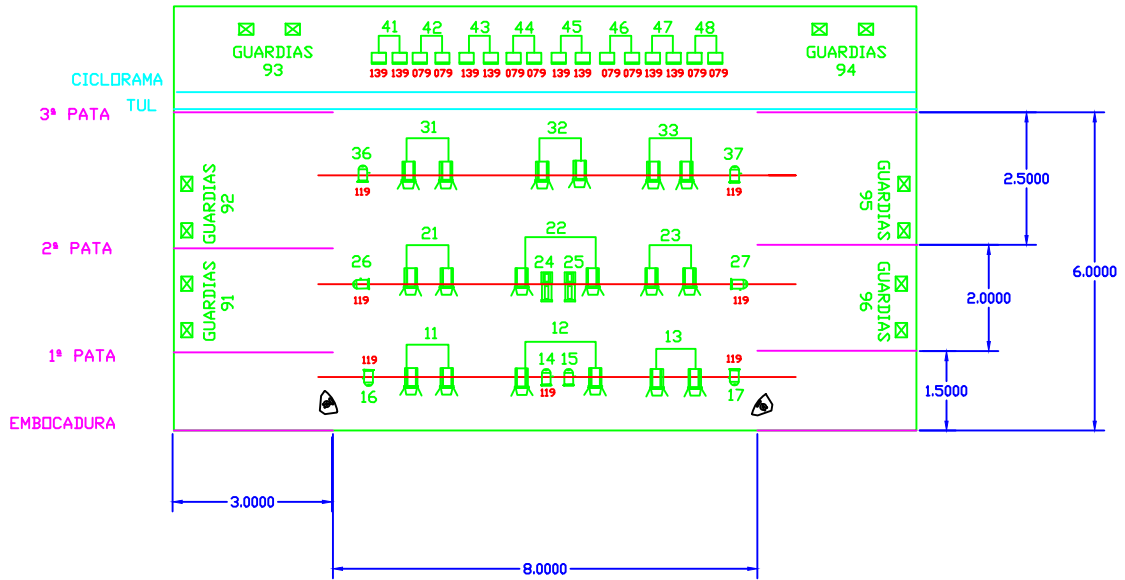 41 42 43 44 45 46 47 48
GUARDIAS
93
GUARDIAS
94
139 139 079 079 139 139 079 079 139 139 079 079 139 139 079 079
CICLORAMA
TUL
3ª PATA
31 32 33
36
119
37
119
GUARDIAS
92
GUARDIAS
95
2.5000
2ª PATA
21 22 23
26
119
24 25
27
119
GUARDIAS
91
GUARDIAS
96
2.0000
6.0000
1ª PATA
11 12 13
119
16
14 15
119
119
17
1.5000
EMBOCADURA
3.0000
8.0000